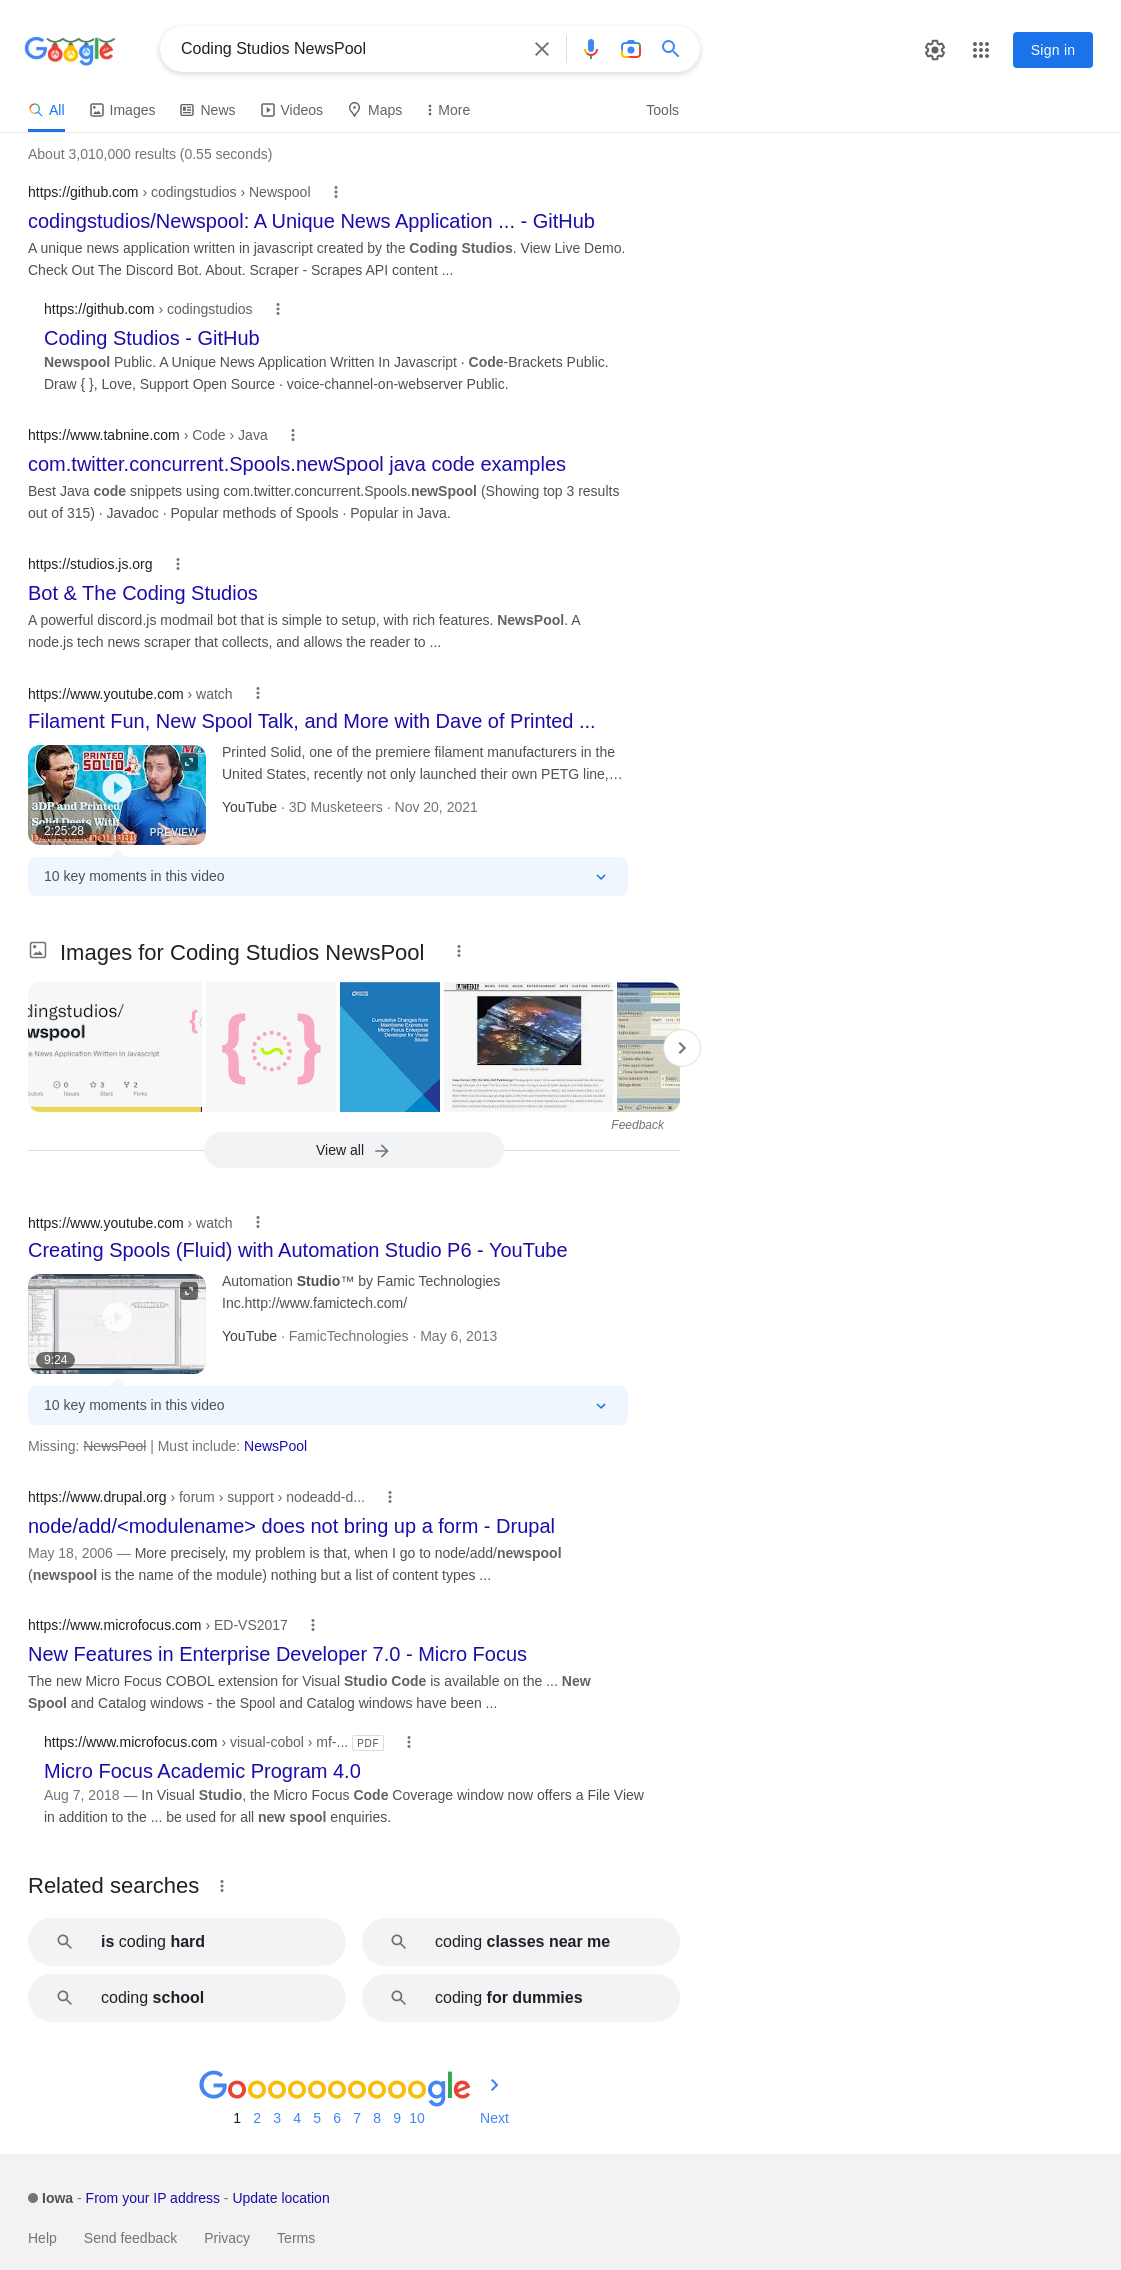 Google
Coding Studios NewsPool
Sign in
All
Images
News
Videos
Maps
More
Tools
About 3,010,000 results (0.55 seconds)
https://github.com › codingstudios › Newspool
codingstudios/Newspool: A Unique News Application ... - GitHub
A unique news application written in javascript created by the Coding Studios. View Live Demo.
Check Out The Discord Bot. About. Scraper - Scrapes API content ...
https://github.com › codingstudios
Coding Studios - GitHub
Newspool Public. A Unique News Application Written In Javascript · Code-Brackets Public.
Draw { }, Love, Support Open Source · voice-channel-on-webserver Public.
https://www.tabnine.com › Code › Java
com.twitter.concurrent.Spools.newSpool java code examples
Best Java code snippets using com.twitter.concurrent.Spools.newSpool (Showing top 3 results
out of 315) · Javadoc · Popular methods of Spools · Popular in Java.
https://studios.js.org
Bot & The Coding Studios
A powerful discord.js modmail bot that is simple to setup, with rich features. NewsPool. A
node.js tech news scraper that collects, and allows the reader to ...
https://www.youtube.com › watch
Filament Fun, New Spool Talk, and More with Dave of Printed ...
PRINTED
SOLID
3DP and Printed
Solid Deets With
2:25:28
PREVIEW
Printed Solid, one of the premiere filament manufacturers in the
United States, recently not only launched their own PETG line,…
YouTube · 3D Musketeers · Nov 20, 2021
10 key moments in this video
Images for Coding Studios NewsPool
dingstudios/
wspool
e News Application Written In Javascript
0
3
2
butors
Issues
Stars
Forks
Cumulative Changes from
Mainframe Express to
Micro Focus Enterprise
Developer for Visual
Studio
WEEKLY
Feedback
View all
https://www.youtube.com › watch
Creating Spools (Fluid) with Automation Studio P6 - YouTube
9:24
Automation Studio™ by Famic Technologies
Inc.http://www.famictech.com/
YouTube · FamicTechnologies · May 6, 2013
10 key moments in this video
Missing: NewsPool | Must include: NewsPool
https://www.drupal.org › forum › support › nodeadd-d...
node/add/<modulename> does not bring up a form - Drupal
May 18, 2006 — More precisely, my problem is that, when I go to node/add/newspool
(newspool is the name of the module) nothing but a list of content types ...
https://www.microfocus.com › ED-VS2017
New Features in Enterprise Developer 7.0 - Micro Focus
The new Micro Focus COBOL extension for Visual Studio Code is available on the ... New
Spool and Catalog windows - the Spool and Catalog windows have been ...
https://www.microfocus.com › visual-cobol › mf-... PDF
Micro Focus Academic Program 4.0
Aug 7, 2018 — In Visual Studio, the Micro Focus Code Coverage window now offers a File View
in addition to the ... be used for all new spool enquiries.
Related searches
is coding hard
coding classes near me
coding school
coding for dummies
Goooooooooogle
1 2 3 4 5 6 7 8 9 10 Next
Iowa - From your IP address - Update location
Help
Send feedback
Privacy
Terms